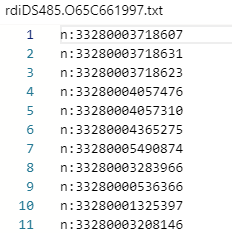 rdiDS485.O65C661997.txt
1 n:33280003718607
2 n:33280003718631
3 n:33280003718623
4 n:33280004057476
5 n:33280004057310
6 n:33280004365275
7 n:33280005490874
8 n:33280003283966
9 n:33280000536366
10 n:33280001325397
11 n:33280003208146